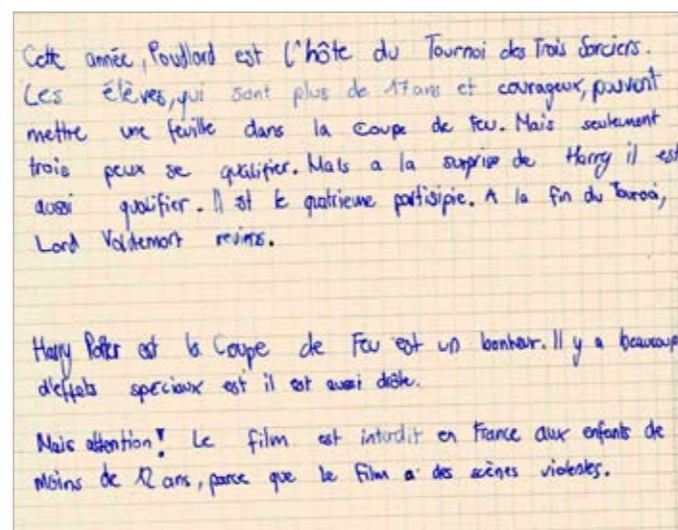 Cette année, Poudlard est l'hôte du Tournoi des Trois Sorciers.
Les élèves, qui sont plus de 17 ans et courageux, peuvent
mettre une feuille dans la Coupe de Feu. Mais seulement
trois peux se qualifier. Mais a la surprise de Harry il est
aussi qualifier. Il est le quatrieme partisipie. A la fin du Tournoi,
Lord Voldemort reviens.
Harry Potter est la Coupe de Feu est un bonheur. Il y a beaucoup
d'effets speciaux est il est aussi drôle.
Mais attention! Le film est interdit en France aux enfants de
moins de 12 ans, parce que le film a des scènes violentes.